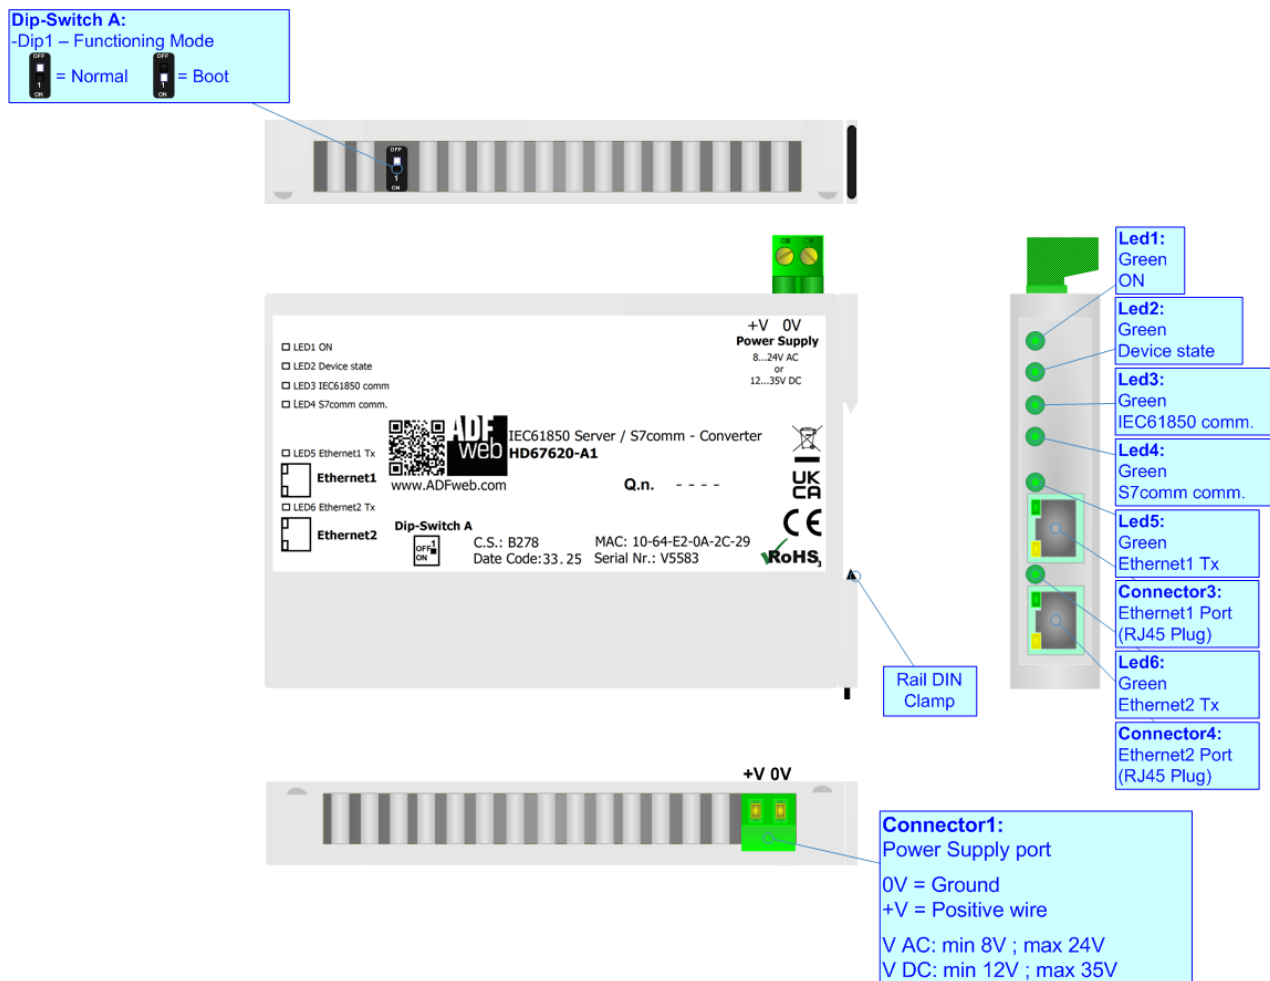 Dip-Switch A:
-Dip1 – Functioning Mode
OFF
1
ON
= Normal
OFF
1
ON
= Boot
OFF
1
ON
+V 0V
Power Supply
8...24V AC
or
12...35V DC
LED1 ON
LED2 Device state
LED3 IEC61850 comm
LED4 S7comm comm.
LED5 Ethernet1 Tx
Ethernet1
LED6 Ethernet2 Tx
Ethernet2
ADF
web
www.ADFweb.com
IEC61850 Server / S7comm - Converter
HD67620-A1
Q.n. - - - -
Dip-Switch A
OFF 1
ON
C.S.: B278
Date Code:33. 25
MAC: 10-64-E2-0A-2C-29
Serial Nr.: V5583
UK
CA
CE
RoHS3
Led1:
Green
ON
Led2:
Green
Device state
Led3:
Green
IEC61850 comm.
Led4:
Green
S7comm comm.
Led5:
Green
Ethernet1 Tx
Connector3:
Ethernet1 Port
(RJ45 Plug)
Led6:
Green
Ethernet2 Tx
Connector4:
Ethernet2 Port
(RJ45 Plug)
Rail DIN
Clamp
+V 0V
Connector1:
Power Supply port
0V = Ground
+V = Positive wire
V AC: min 8V ; max 24V
V DC: min 12V ; max 35V